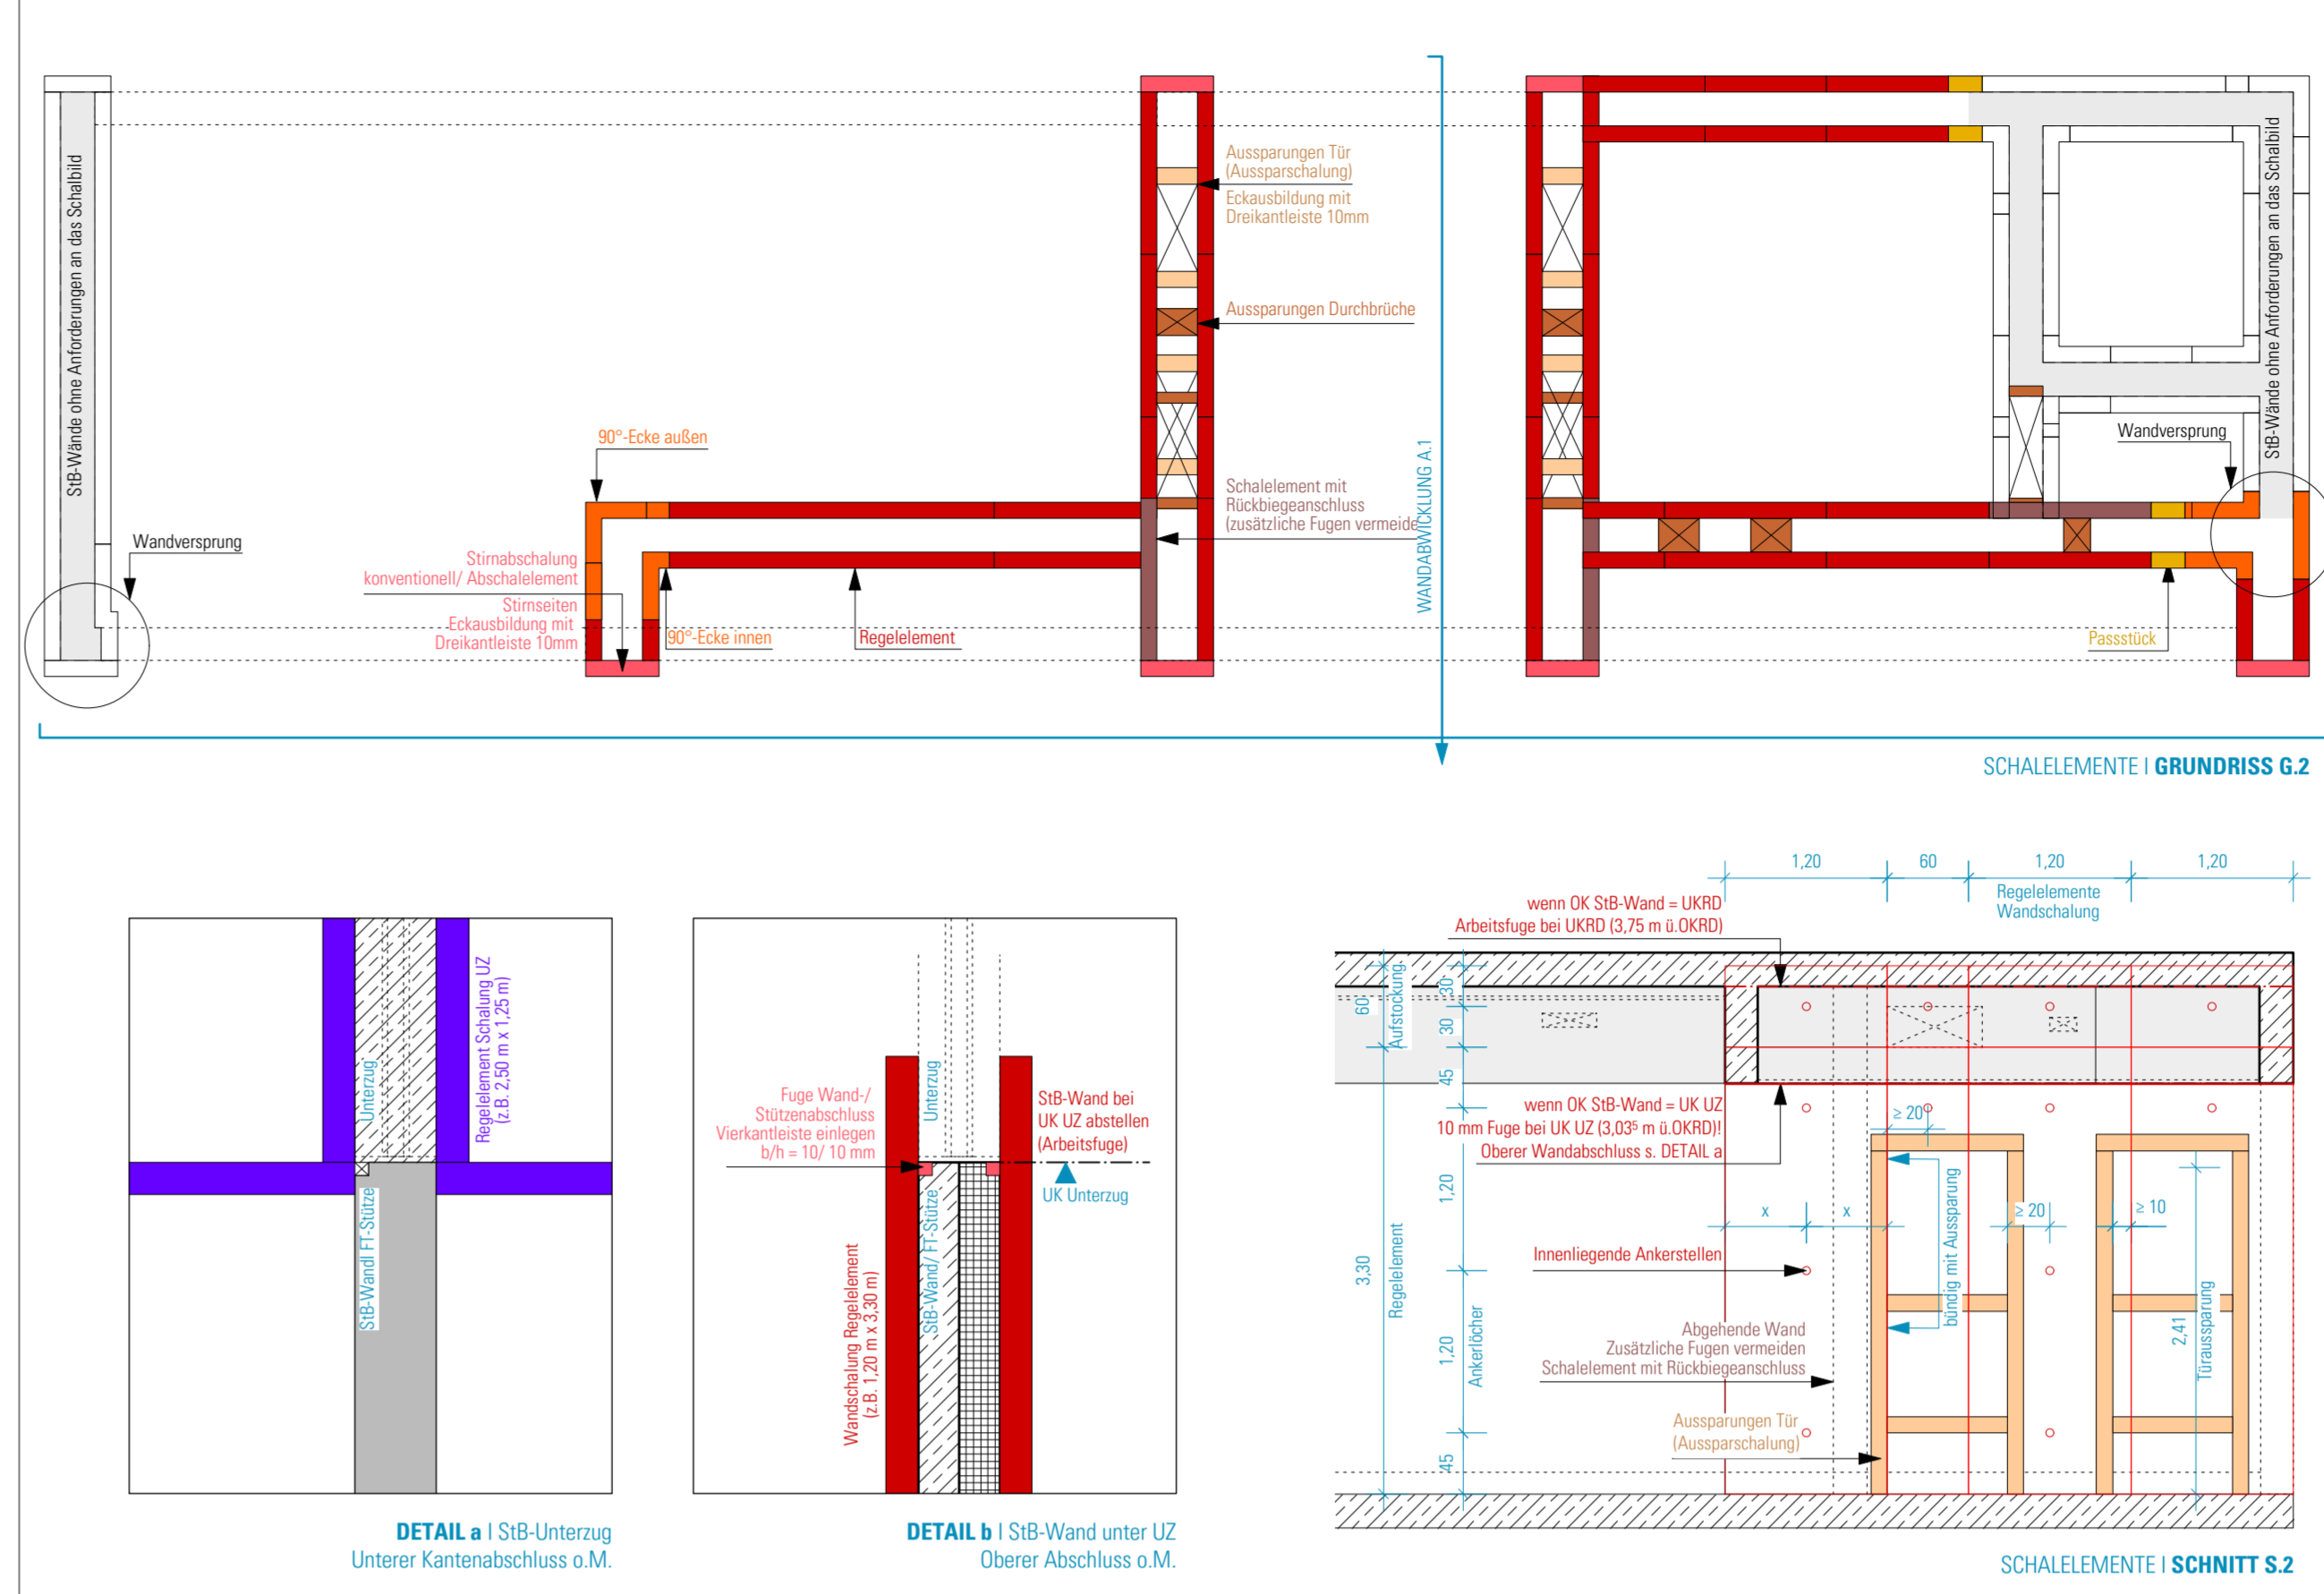 StB-Wände ohne Anforderungen an das Schalbild
Wandversprung
90°-Ecke außen
Stirnabschalung
konventionell/ Abschalelement
Stirnseiten
Eckausbildung mit
Dreikantleiste 10mm
90°-Ecke innen
Regelelement
Aussparungen Tür
(Aussparschalung)
Eckausbildung mit
Dreikantleiste 10mm
Aussparungen Durchbrüche
Schalelement mit
Rückbiegeanschluss
(zusätzliche Fugen vermeide
WANDABWICKLUNG A.1
StB-Wände ohne Anforderungen an das Schalbild
Wandversprung
Passstück
SCHALELEMENTE I GRUNDRISS G.2
Unterzug
Regelelement Schalung UZ
(z.B. 2,50 m x 1,25 m)
StB-WandI FT-Stütze
DETAIL a I StB-Unterzug
Unterer Kantenabschluss o.M.
Unterzug
Fuge Wand-/
Stützenabschluss
Vierkantleiste einlegen
b/h = 10/ 10 mm
StB-Wand bei
UK UZ abstellen
(Arbeitsfuge)
UK Unterzug
StB-Wand/ FT-Stütze
Wandschalung Regelelement
(z.B. 1,20 m x 3,30 m)
DETAIL b I StB-Wand unter UZ
Oberer Abschluss o.M.
1,20
60
1,20
1,20
Regelelemente
Wandschalung
wenn OK StB-Wand = UKRD
Arbeitsfuge bei UKRD (3,75 m ü.OKRD)
60
Aufstockung
30
30
45
wenn OK StB-Wand = UK UZ
10 mm Fuge bei UK UZ (3,03⁵ m ü.OKRD)!
Oberer Wandabschluss s. DETAIL a
≥ 20
1,20
x
x
bündig mit Aussparung
≥ 20
≥ 10
3,30
Regelelement
Innenliegende Ankerstellen
1,20
Ankerlöcher
Abgehende Wand
Zusätzliche Fugen vermeiden
Schalelement mit Rückbiegeanschluss
2,41
Türaussparung
Aussparungen Tür
(Aussparschalung)
45
SCHALELEMENTE I SCHNITT S.2